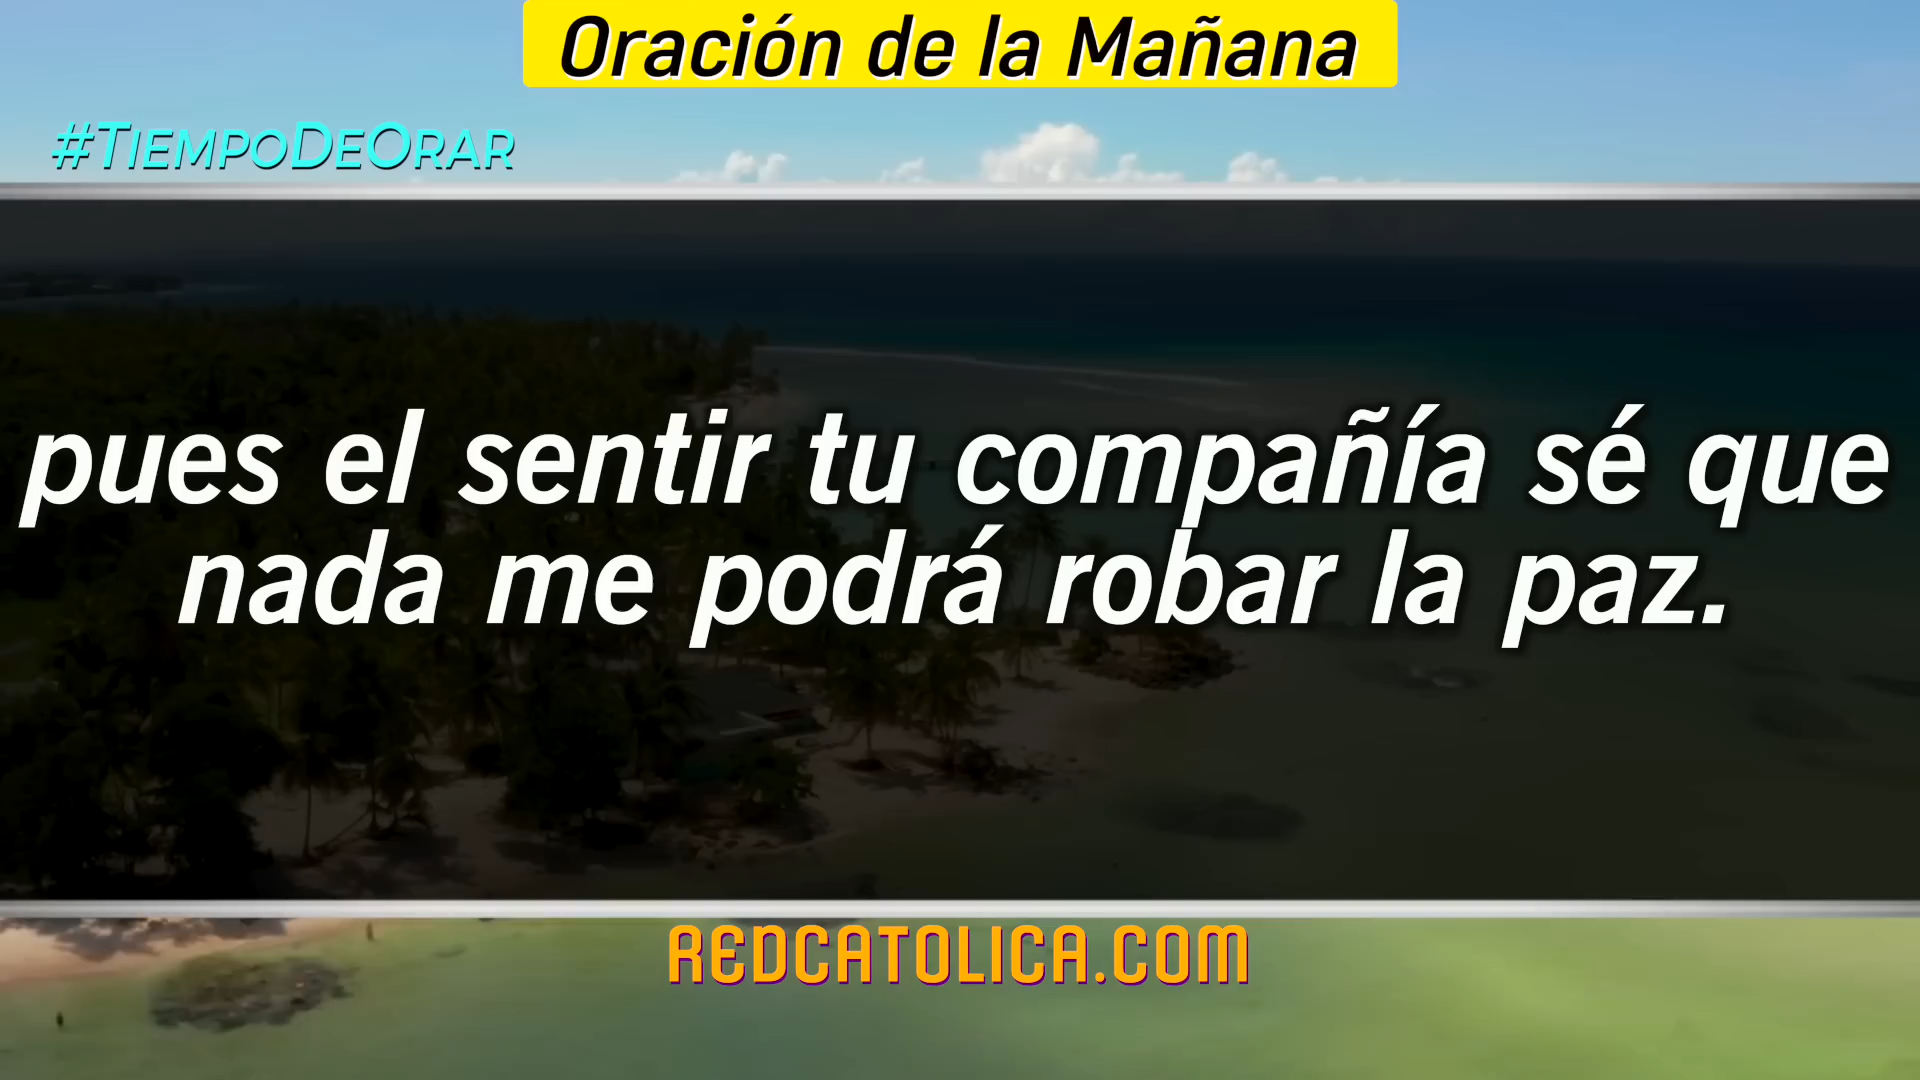 Oración de la Mañana
#TiempoDeOrar
pues el sentir tu compañía sé que
nada me podrá robar la paz.
REDCATOLICA.COM